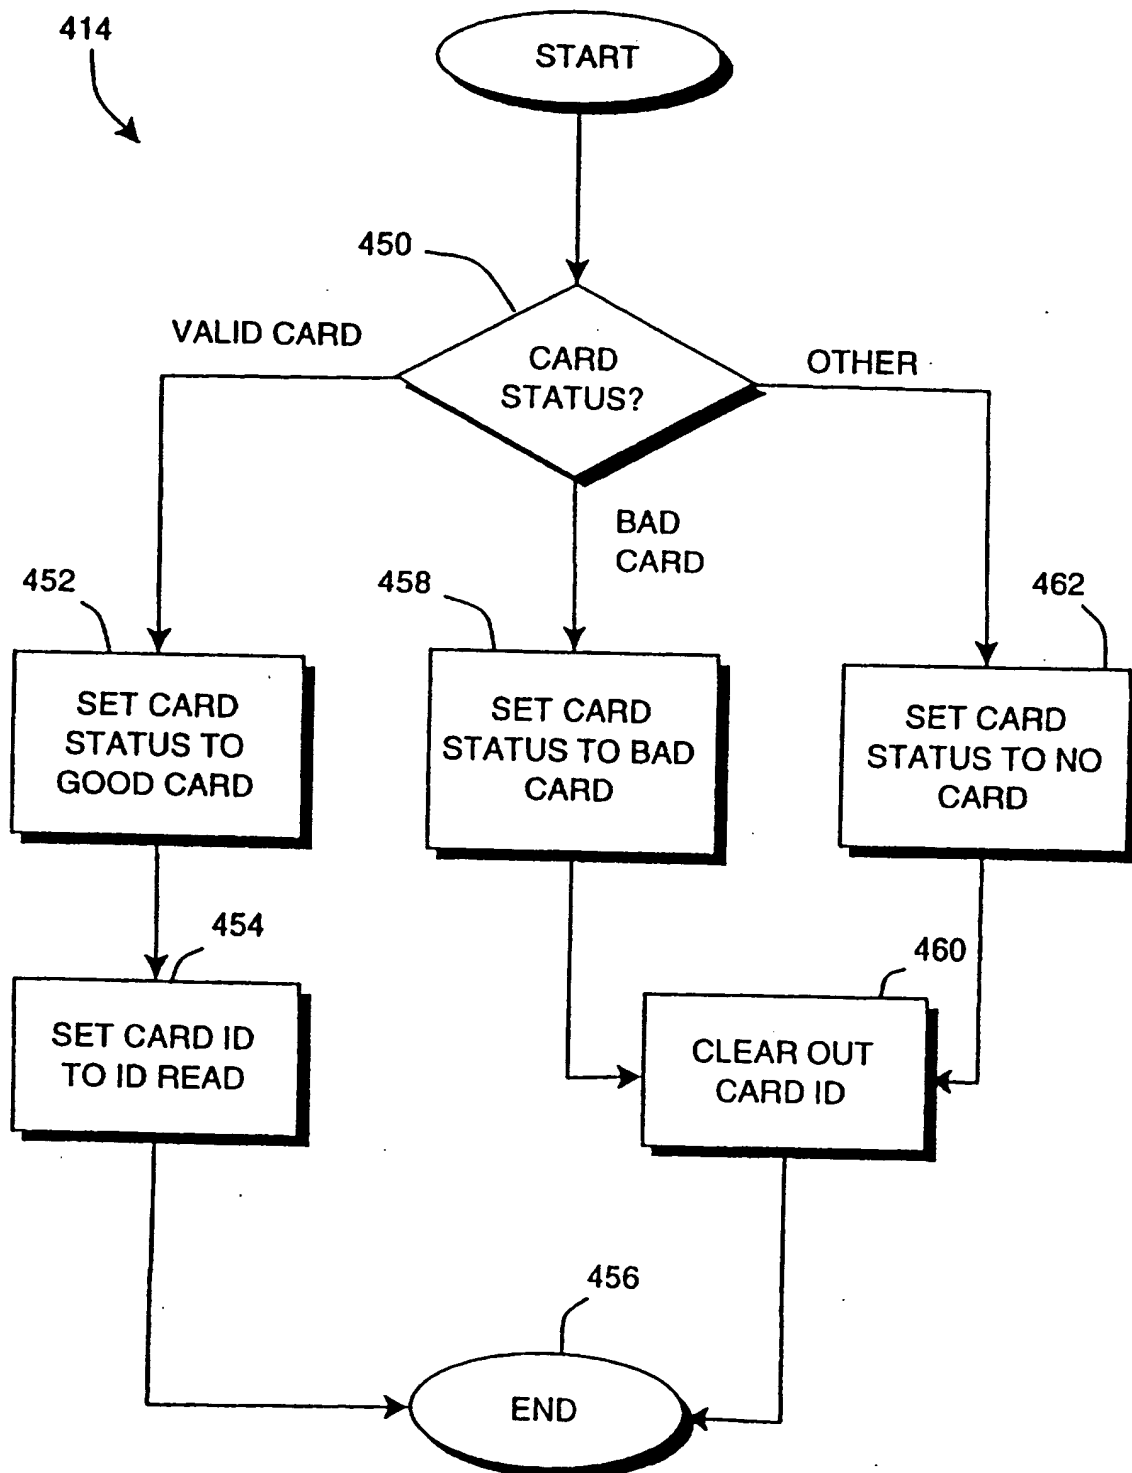 414
START
450
VALID CARD
CARD
STATUS?
OTHER
BAD
CARD
452
458
462
SET CARD
STATUS TO
GOOD CARD
SET CARD
STATUS TO BAD
CARD
SET CARD
STATUS TO NO
CARD
454
460
SET CARD ID
TO ID READ
CLEAR OUT
CARD ID
456
END